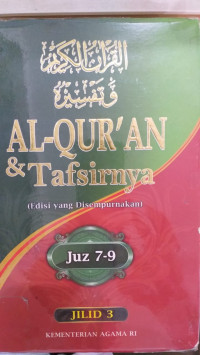 القرآن الكريم
وتفسيره
AL-QUR'AN
& Tafsirnya
(Edisi yang Disempurnakan)
Juz 7-9
JILID 3
KEMENTERIAN AGAMA RI